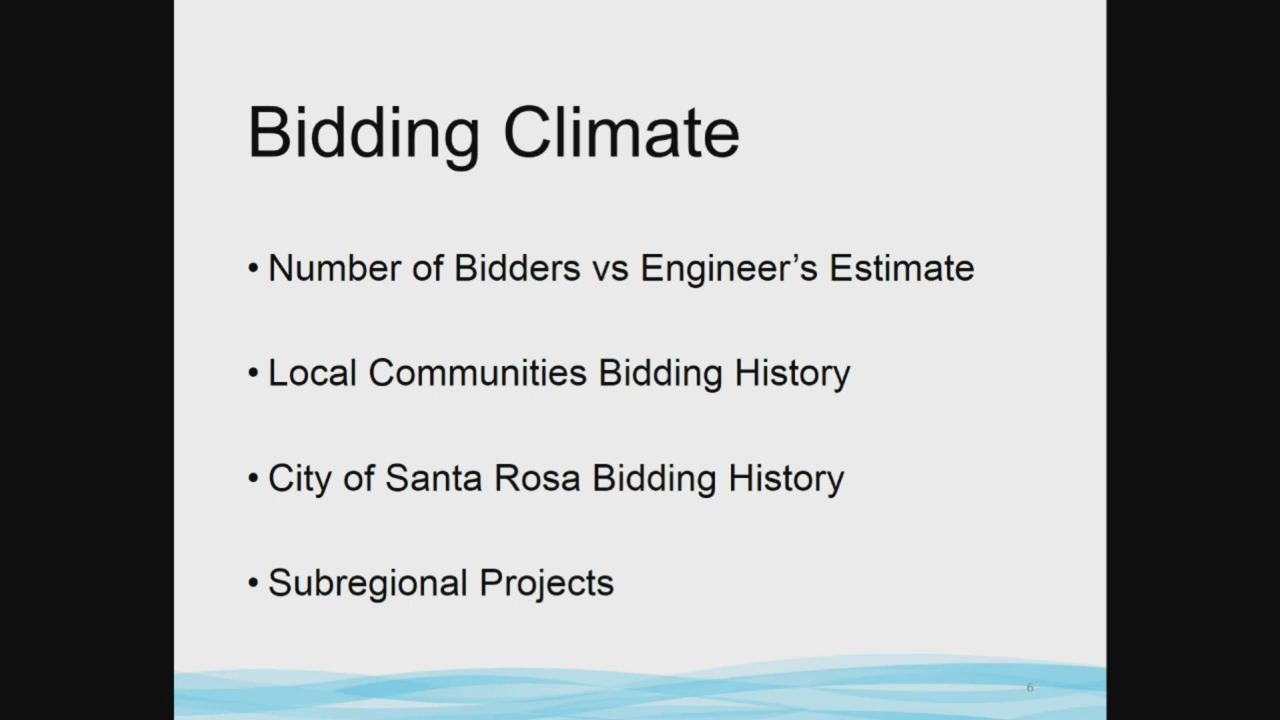 Bidding Climate
• Number of Bidders vs Engineer’s Estimate
• Local Communities Bidding History
• City of Santa Rosa Bidding History
• Subregional Projects
6